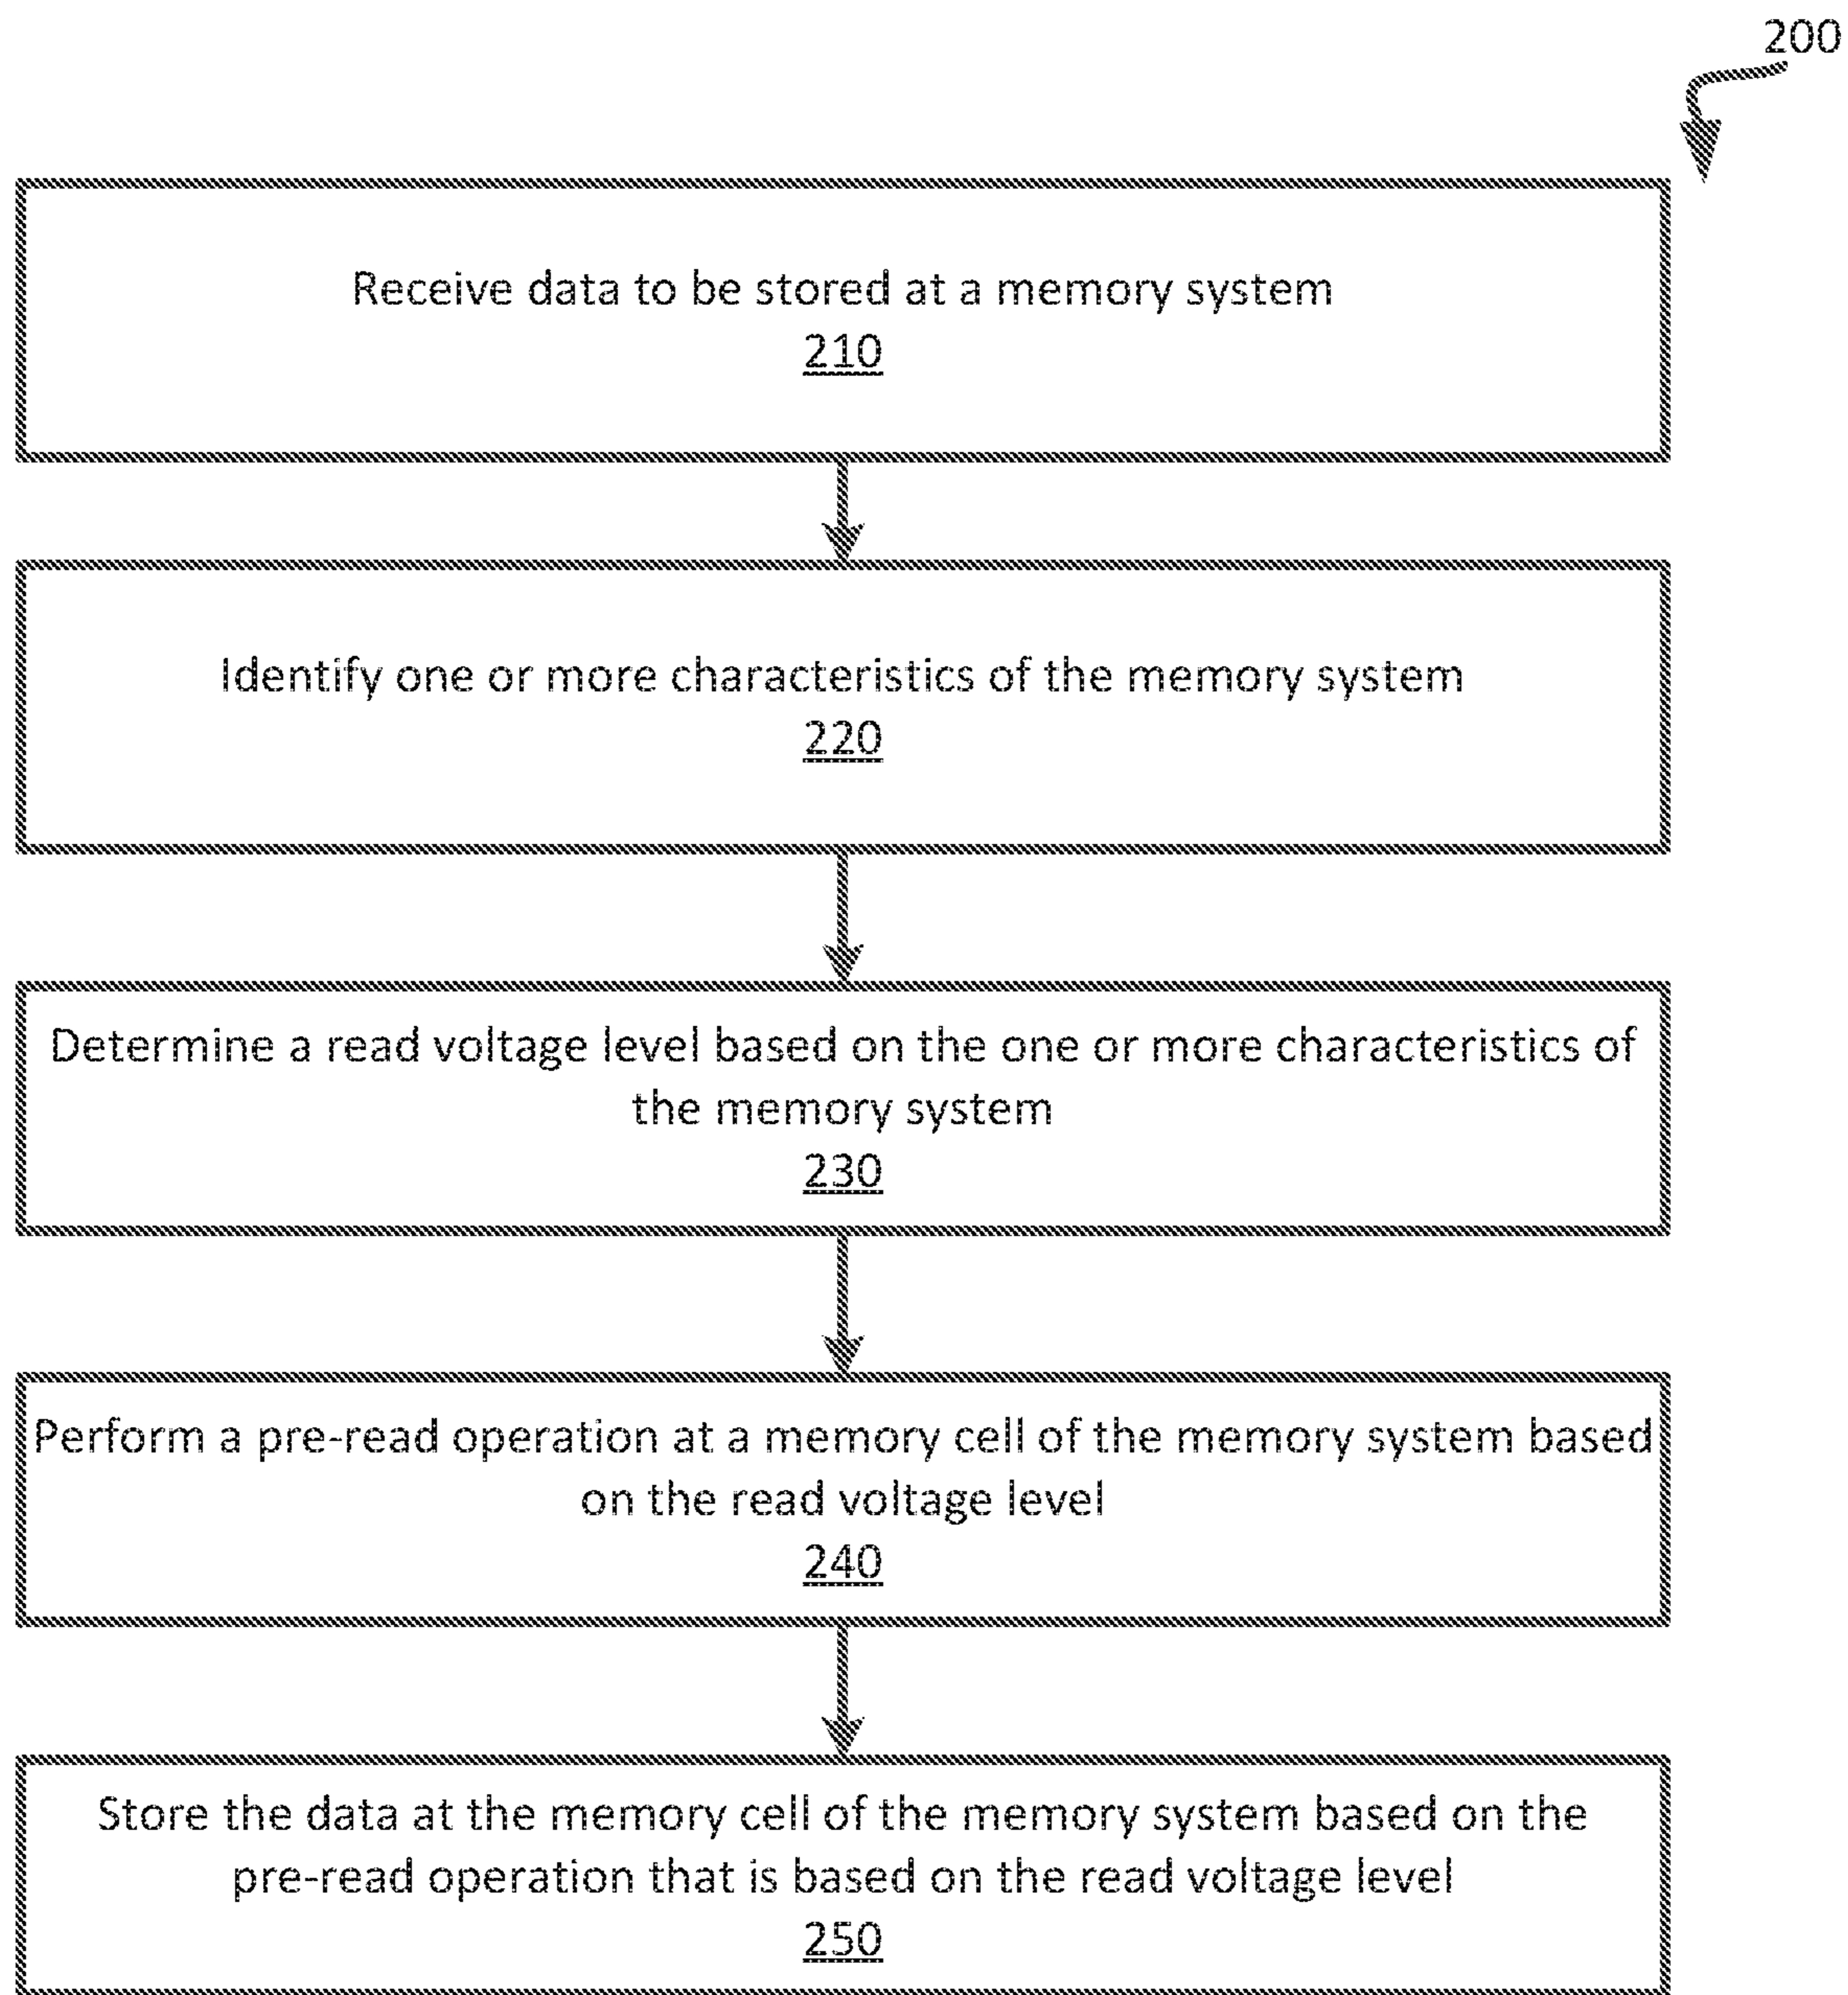 200
Receive data to be stored at a memory system
210
Identify one or more characteristics of the memory system
220
Determine a read voltage level based on the one or more characteristics of
the memory system
230
Perform a pre-read operation at a memory cell of the memory system based
on the read voltage level
240
Store the data at the memory cell of the memory system based on the
pre-read operation that is based on the read voltage level
250